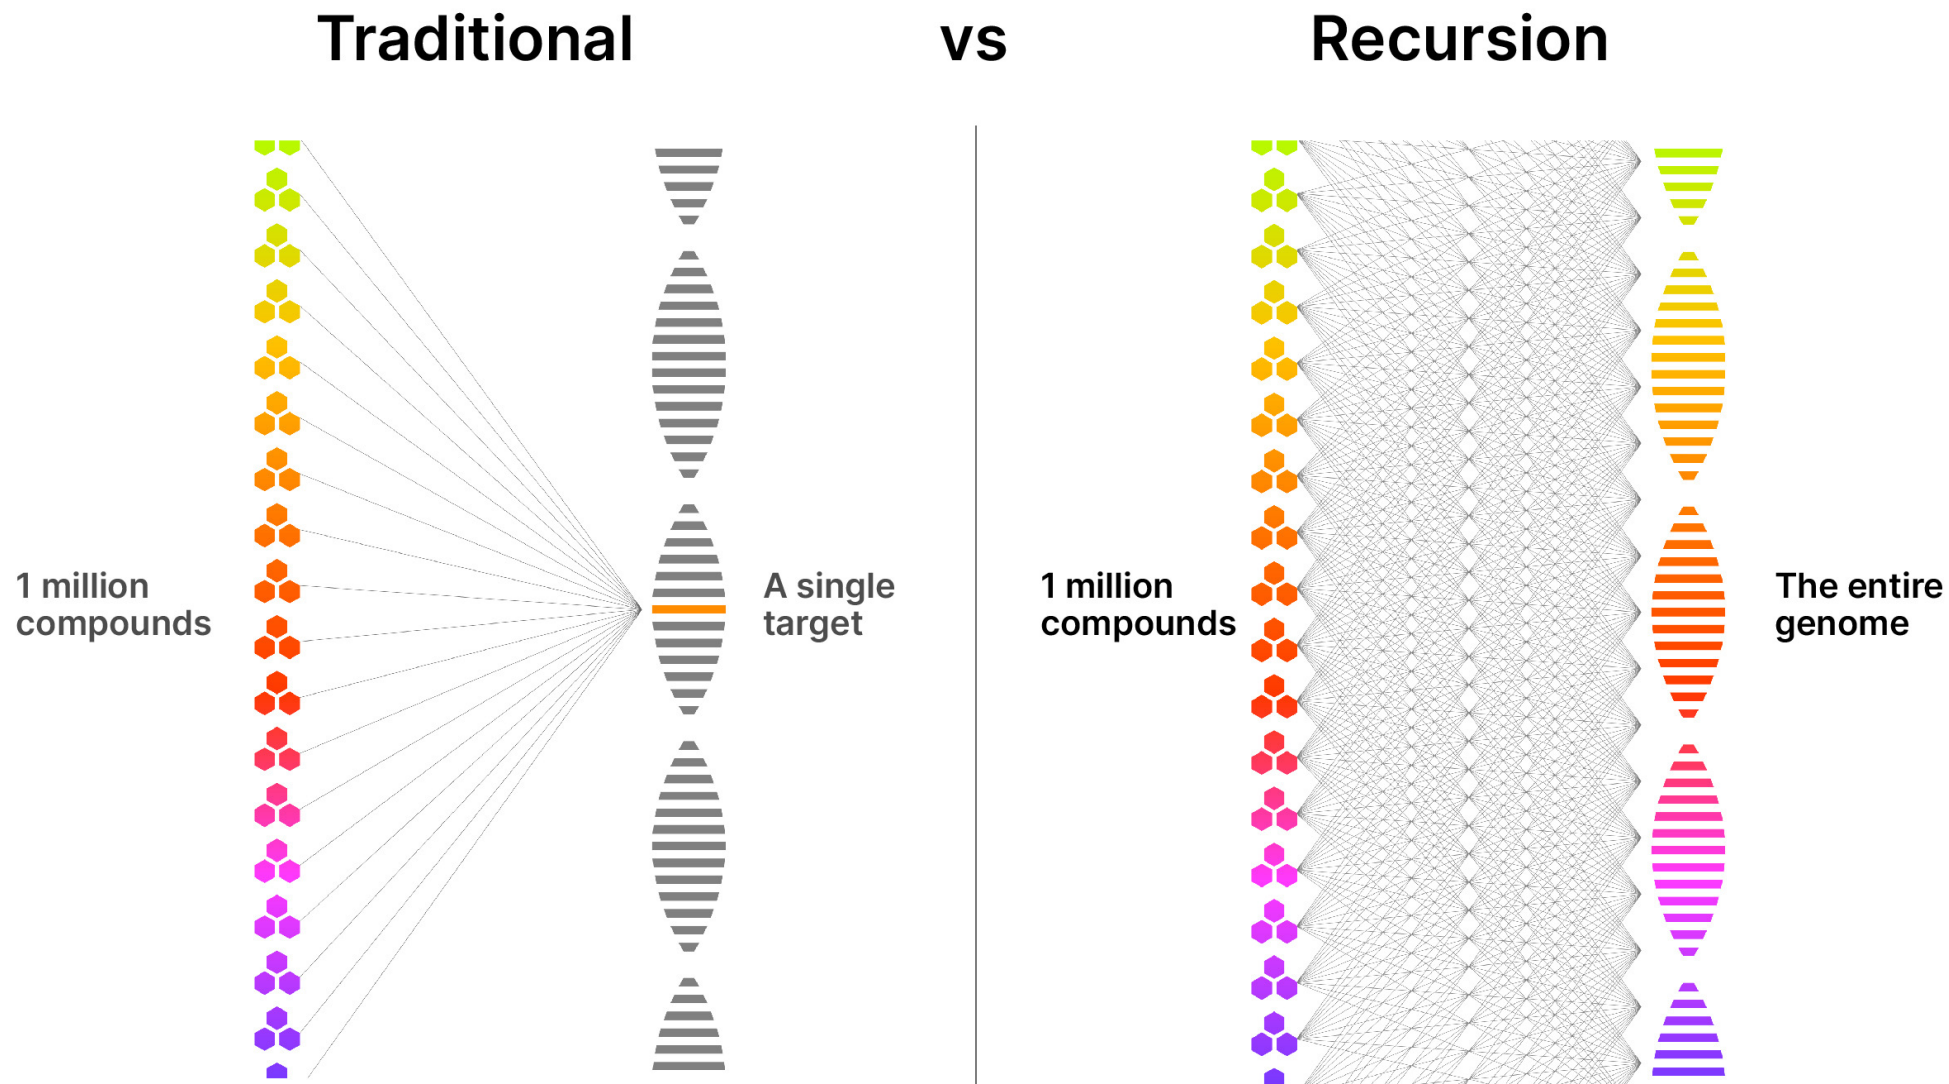 Traditional
vs
Recursion
1 million
compounds
A single
target
1 million
compounds
The entire
genome